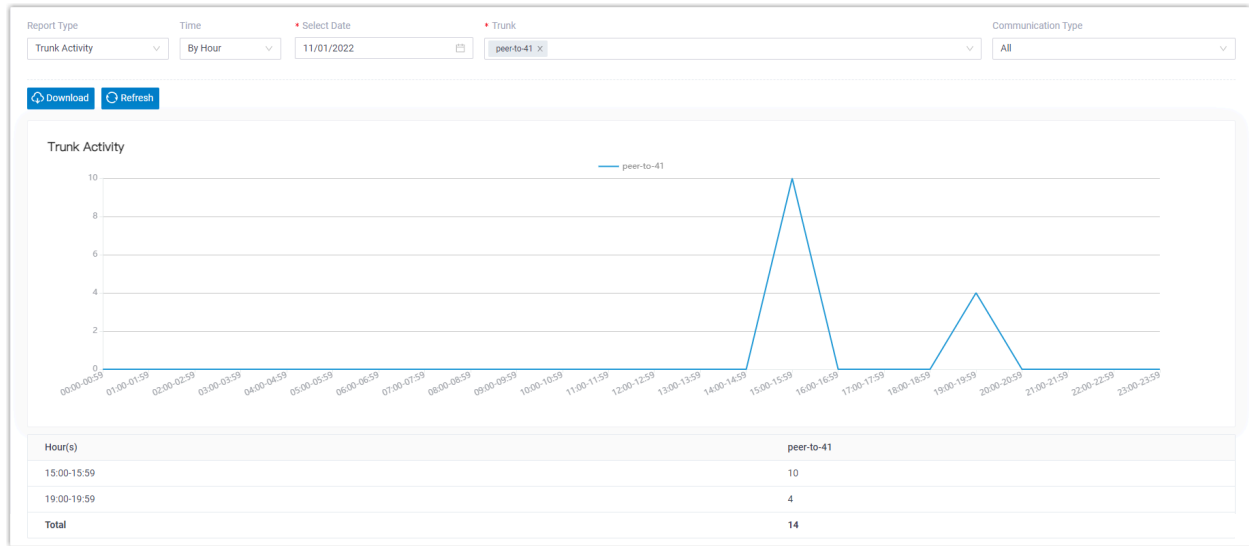 Report Type Time * Select Date * Trunk Communication Type
Trunk Activity By Hour 11/01/2022 peer-to-41 × All
Download Refresh
Trunk Activity
peer-to-41
10
8
6
4
2
0
00:00-00:59 01:00-01:59 02:00-02:59 03:00-03:59 04:00-04:59 05:00-05:59 06:00-06:59 07:00-07:59 08:00-08:59 09:00-09:59 10:00-10:59 11:00-11:59 12:00-12:59 13:00-13:59 14:00-14:59 15:00-15:59 16:00-16:59 17:00-17:59 18:00-18:59 19:00-19:59 20:00-20:59 21:00-21:59 22:00-22:59 23:00-23:59
Hour(s) peer-to-41
15:00-15:59 10
19:00-19:59 4
Total 14